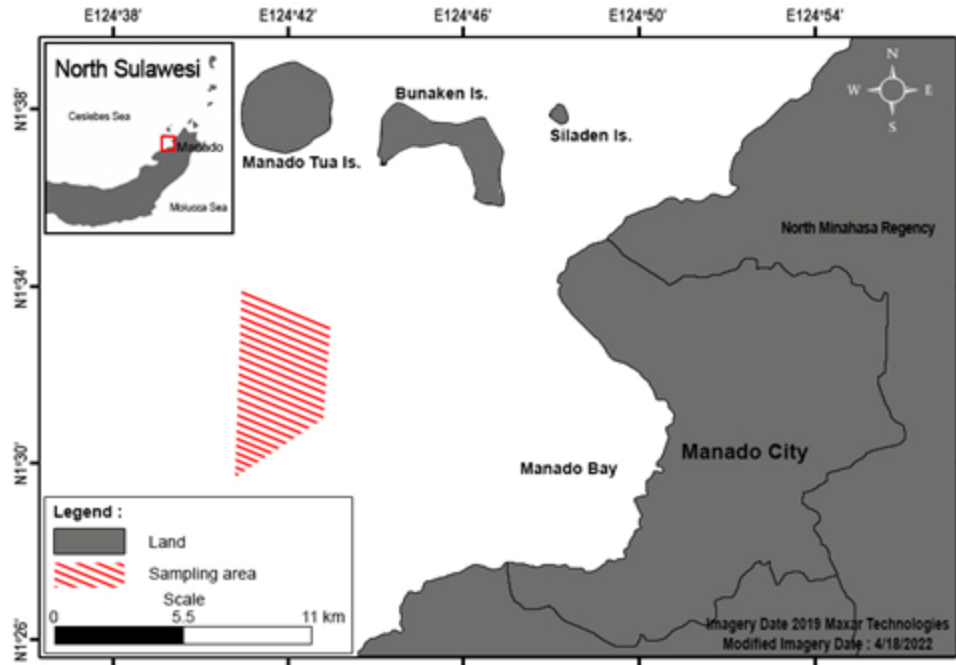 E124°38' E124°42' E124°46' E124°50' E124°54'
N1°38'
N1°34'
N1°30'
N1°26'
North Sulawesi
Ceslebes Sea
Manado
Molucca Sea
Manado Tua Is.
Bunaken Is.
Siladen Is.
N
W E
S
North Minahasa Regency
Manado City
Manado Bay
Legend :
Land
Sampling area
Scale
0 5.5 11 km
Imagery Date 2019 Maxar Technologies
Modified Imagery Date : 4/18/2022